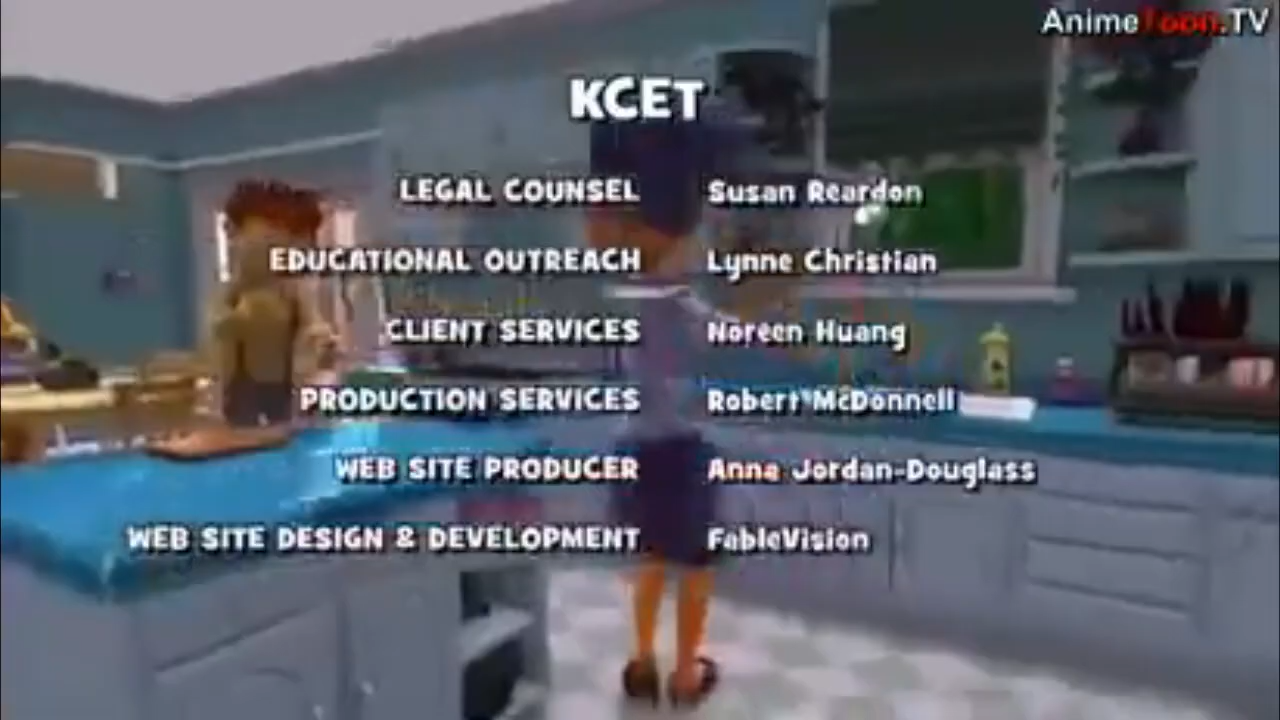 AnimeToon.TV
KCET
LEGAL COUNSEL Susan Reardon
EDUCATIONAL OUTREACH Lynne Christian
CLIENT SERVICES Noreen Huang
PRODUCTION SERVICES Robert McDonnell
WEB SITE PRODUCER Anna Jordan-Douglass
WEB SITE DESIGN & DEVELOPMENT FableVision